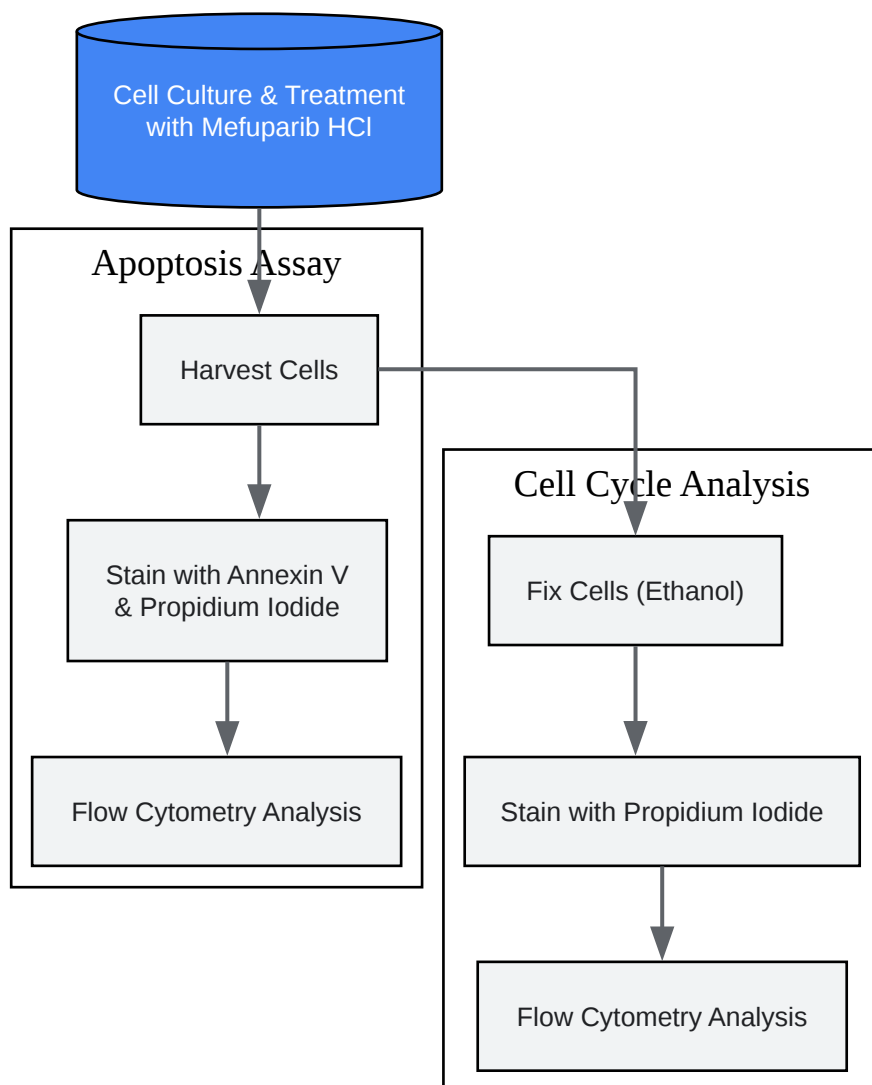 Cell Culture & Treatment
with Mefuparib HCl
Apoptosis Assay
Harvest Cells
Stain with Annexin V
& Propidium Iodide
Flow Cytometry Analysis
Cell Cycle Analysis
Fix Cells (Ethanol)
Stain with Propidium Iodide
Flow Cytometry Analysis